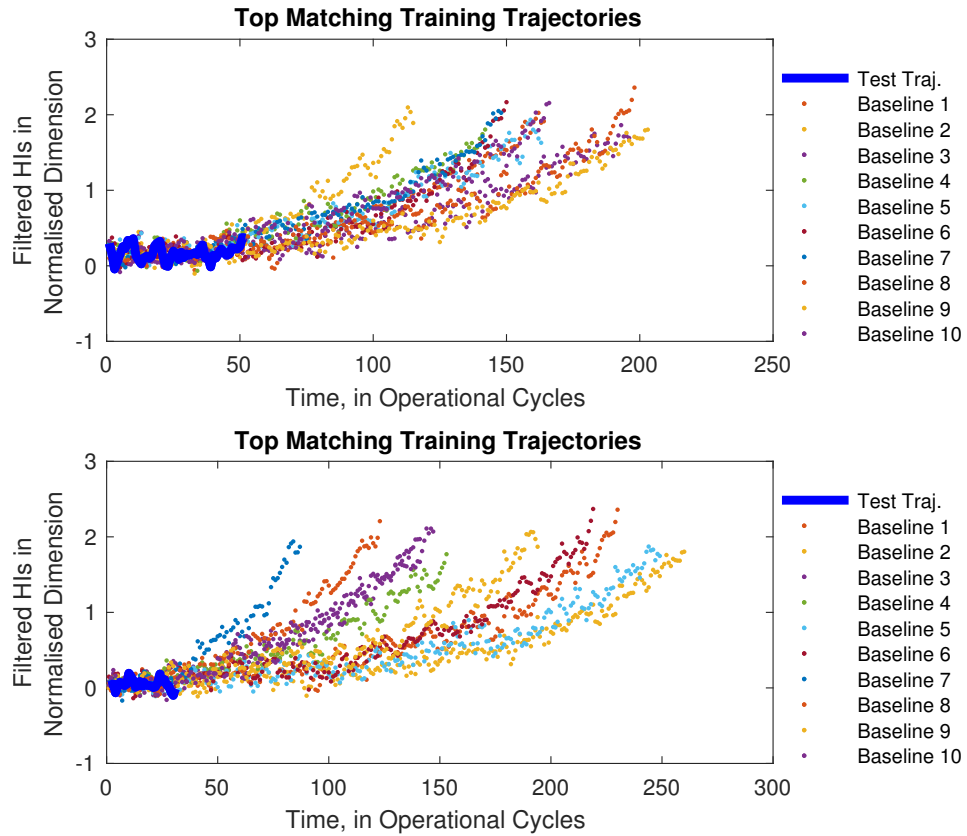 Top Matching Training Trajectories
3
2
1
0
-1
Filtered HIs in
Normalised Dimension
0
50
100
150
200
250
Time, in Operational Cycles
Test Traj.
Baseline 1
Baseline 2
Baseline 3
Baseline 4
Baseline 5
Baseline 6
Baseline 7
Baseline 8
Baseline 9
Baseline 10
Top Matching Training Trajectories
3
2
1
0
-1
Filtered HIs in
Normalised Dimension
0
50
100
150
200
250
300
Time, in Operational Cycles
Test Traj.
Baseline 1
Baseline 2
Baseline 3
Baseline 4
Baseline 5
Baseline 6
Baseline 7
Baseline 8
Baseline 9
Baseline 10